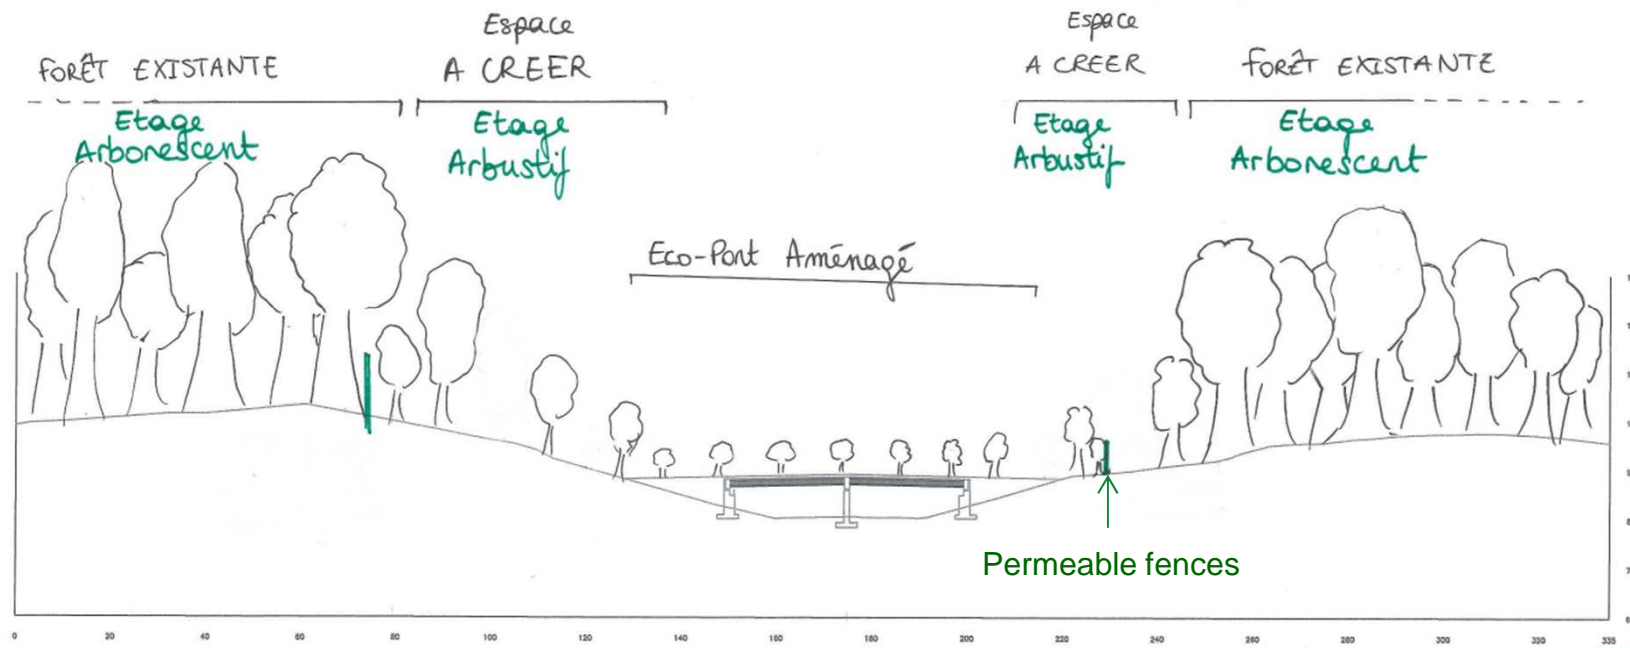 Espace
A CREER
Espace
A CREER
FORÊT EXISTANTE
FORÊT EXISTANTE
Etage
Arborescent
Etage
Arbustif
Etage
Arbustif
Etage
Arborescent
Eco-Pont Aménagé
Permeable fences
0 20 40 60 80 100 120 140 160 180 200 220 240 260 280 300 320 335